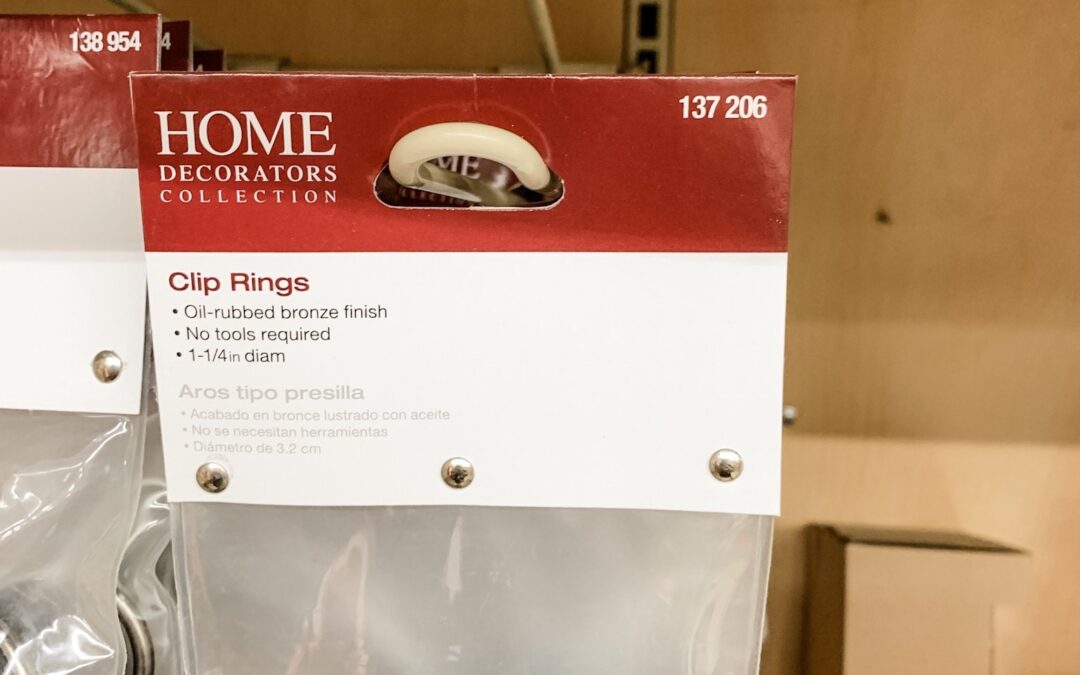 138 954
4
137 206
HOME
DECORATORS
COLLECTION
ME
Clip Rings
• Oil-rubbed bronze finish
• No tools required
• 1-1/4in diam
Aros tipo presilla
• Acabado en bronce lustrado con aceite
• No se necesitan herramientas
• Diámetro de 3.2 cm